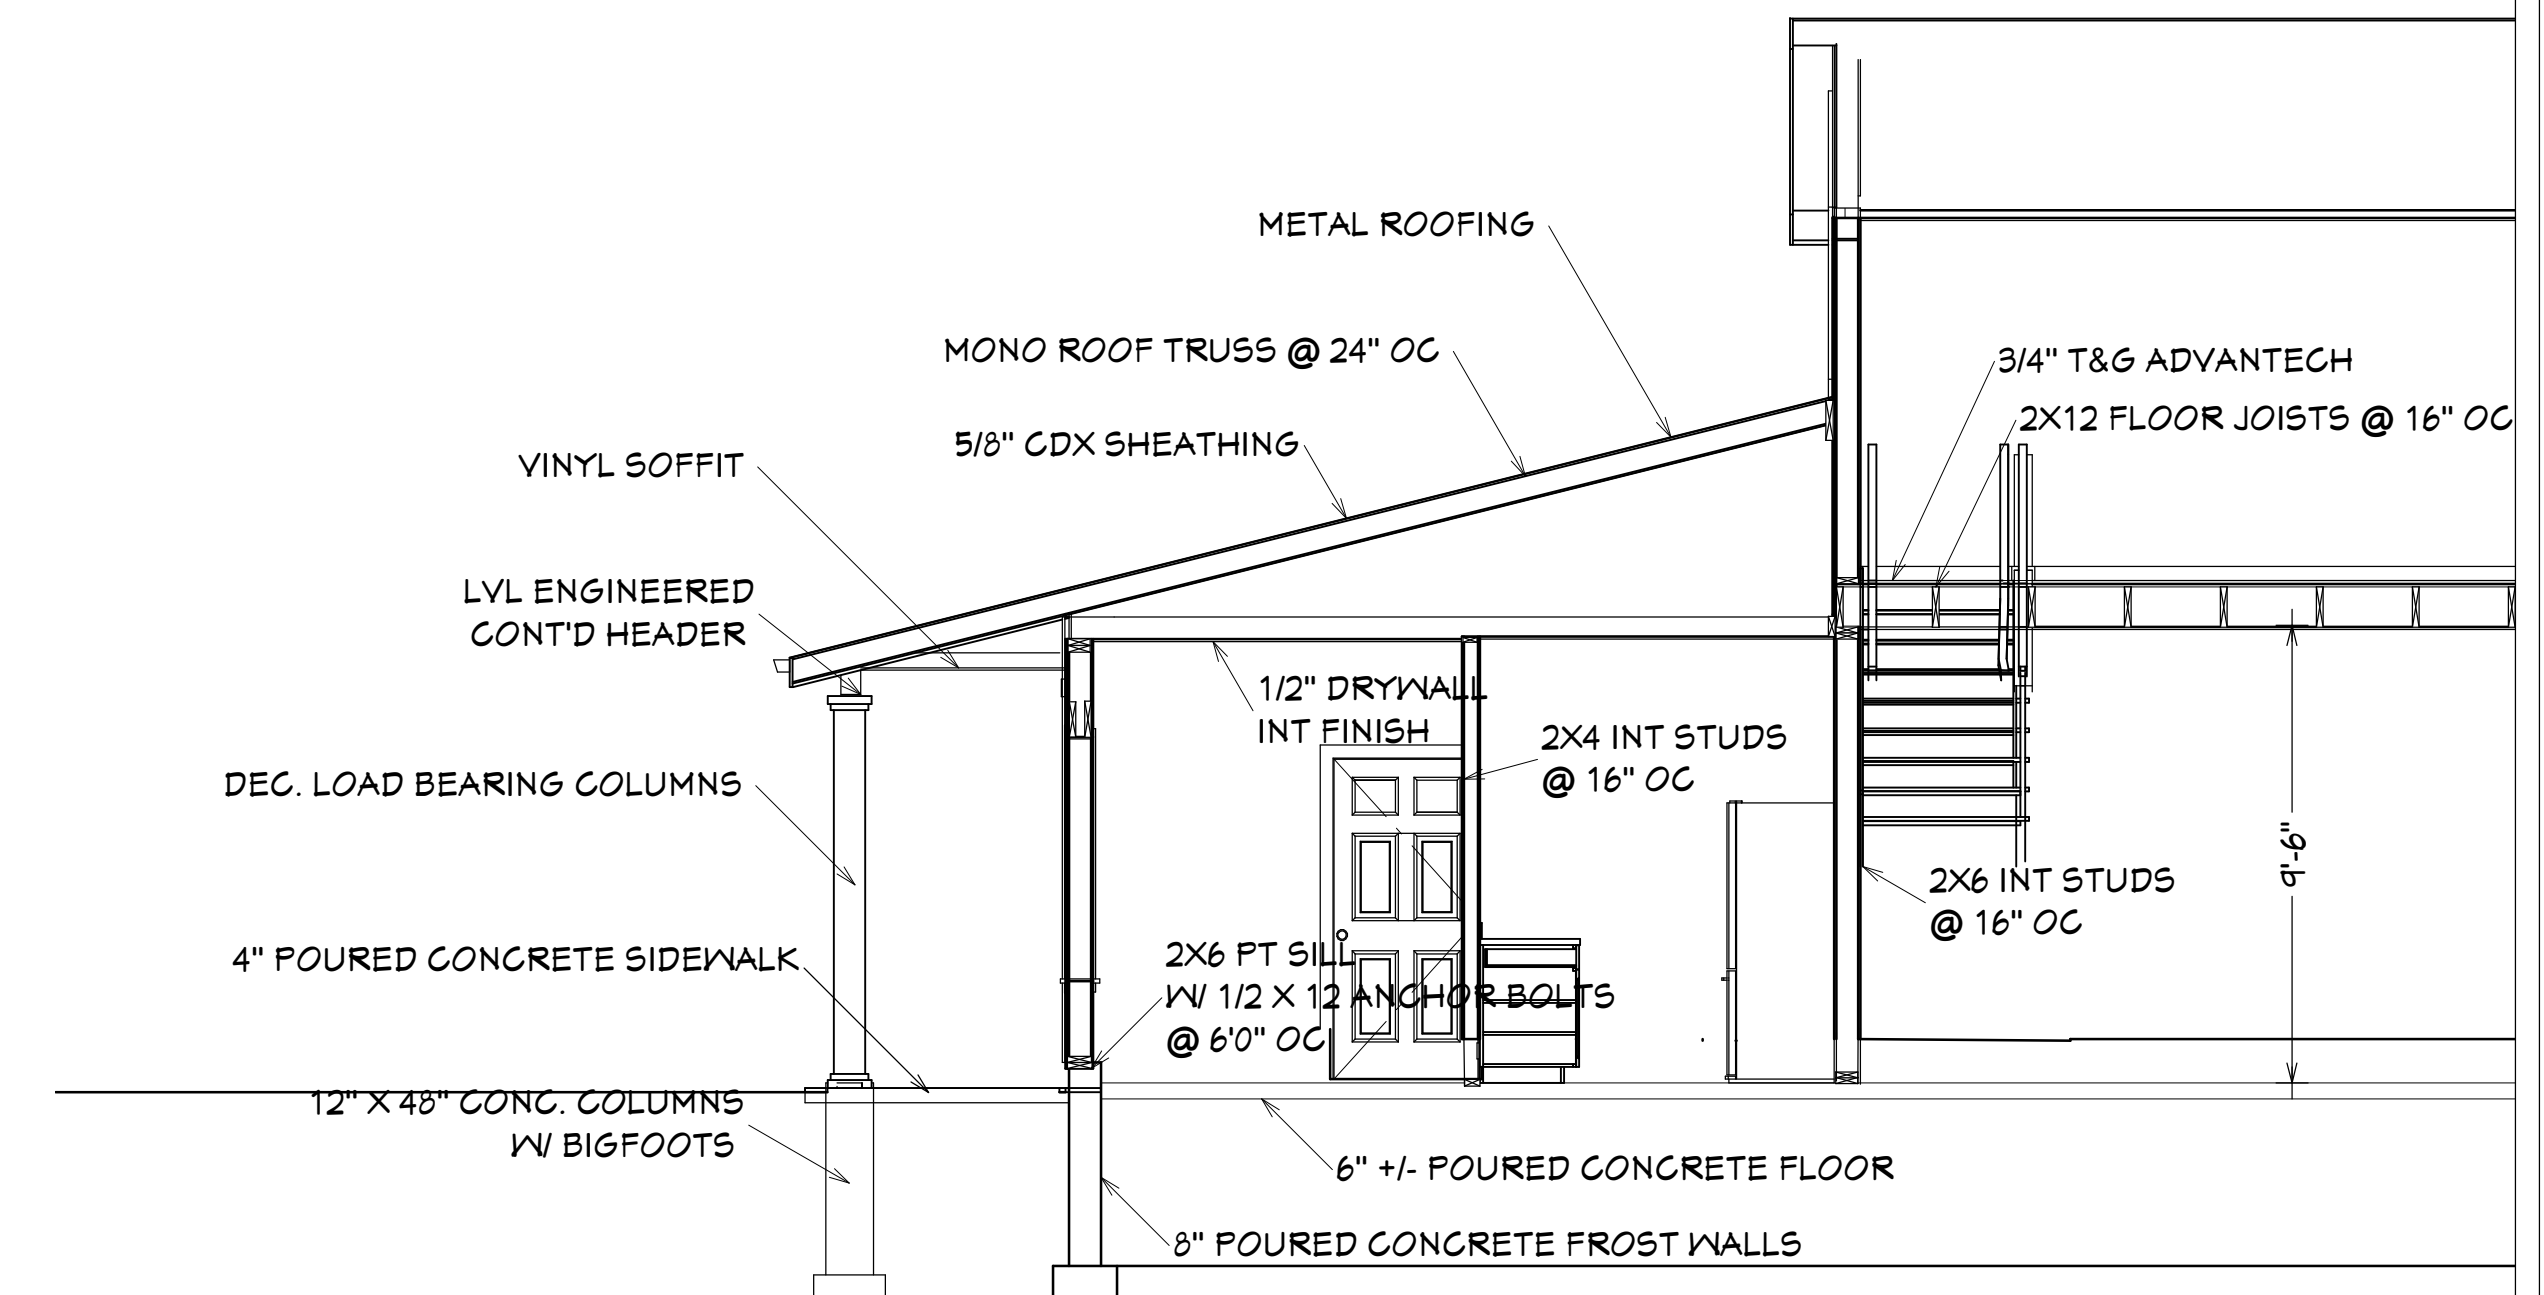 METAL ROOFING
MONO ROOF TRUSS @ 24" OC
3/4" T&G ADVANTECH
2X12 FLOOR JOISTS @ 16" OC
5/8" CDX SHEATHING
VINYL SOFFIT
LVL ENGINEERED
CONT'D HEADER
1/2" DRYWALL
INT FINISH
2X4 INT STUDS
@ 16" OC
DEC. LOAD BEARING COLUMNS
9'-6"
2X6 INT STUDS
@ 16" OC
4" POURED CONCRETE SIDEWALK
2X6 PT SILL
W/ 1/2 X 12 ANCHOR BOLTS
@ 6'0" OC
12" X 48" CONC. COLUMNS
W/ BIGFOOTS
6" +/- POURED CONCRETE FLOOR
8" POURED CONCRETE FROST WALLS